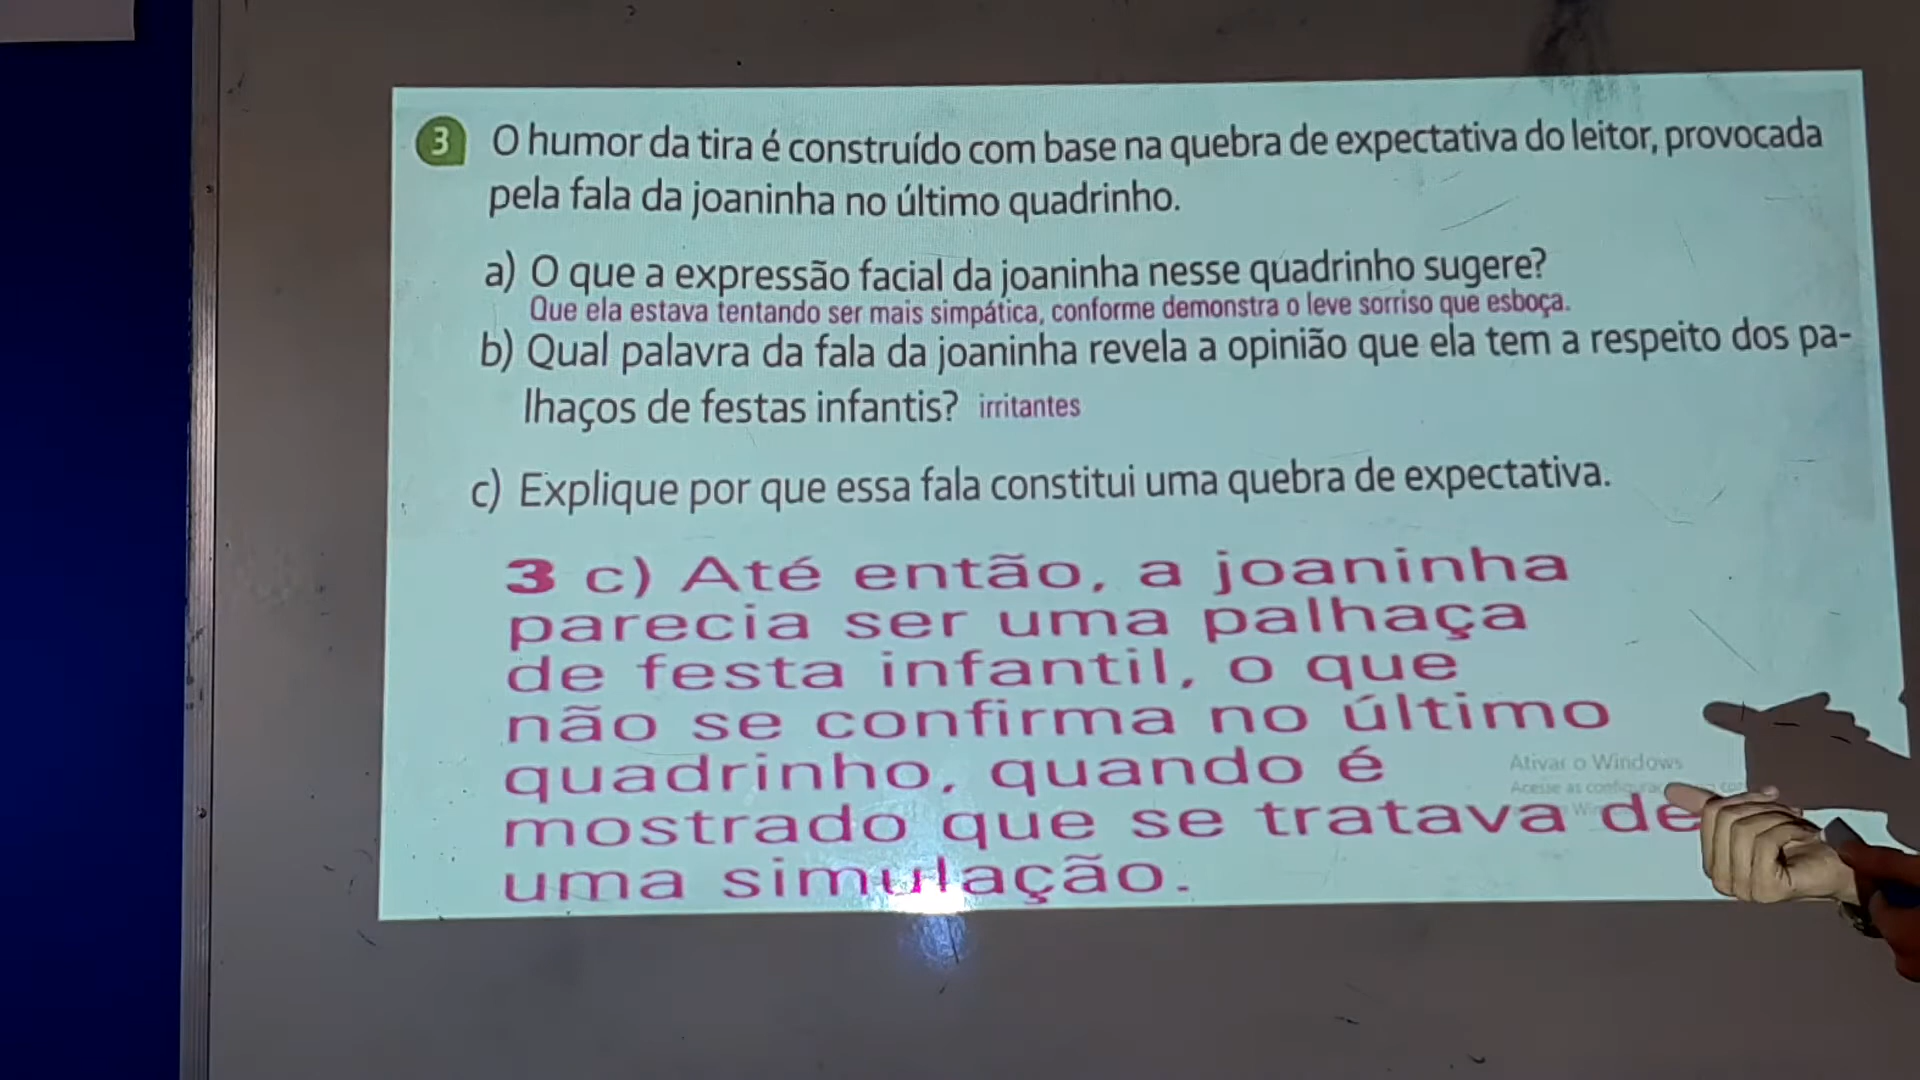 3 O humor da tira é construído com base na quebra de expectativa do leitor, provocada
pela fala da joaninha no último quadrinho.
a) O que a expressão facial da joaninha nesse quadrinho sugere?
Que ela estava tentando ser mais simpática, conforme demonstra o leve sorriso que esboça.
b) Qual palavra da fala da joaninha revela a opinião que ela tem a respeito dos pa-
lhaços de festas infantis? irritantes
c) Explique por que essa fala constitui uma quebra de expectativa.
3 c) Até então, a joaninha
parecia ser uma palhaça
de festa infantil, o que
não se confirma no último
quadrinho, quando é
mostrado que se tratava de
uma simulação.
Ativar o Windows
Acesse as